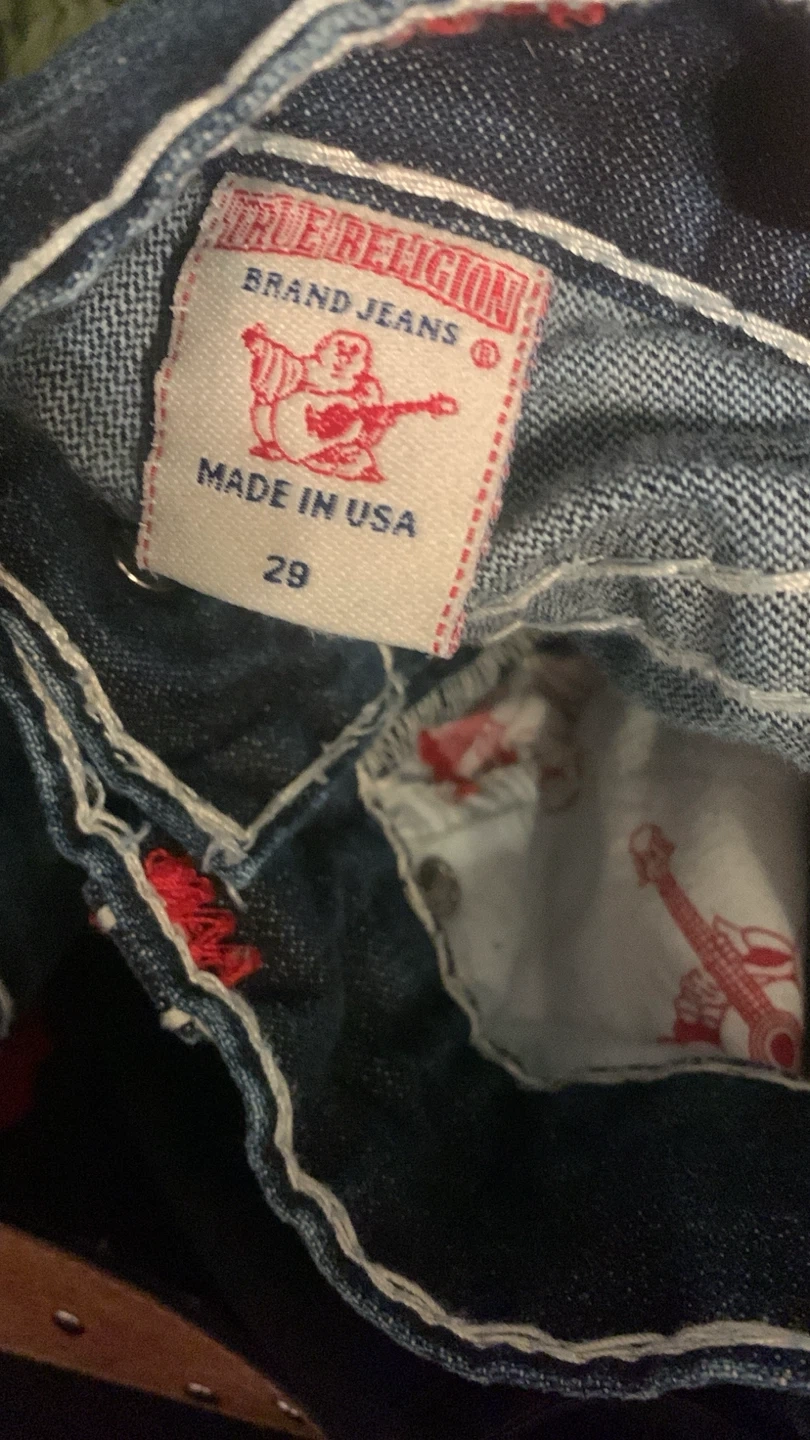 TRUE RELIGION
BRAND JEANS
®
MADE IN USA
29